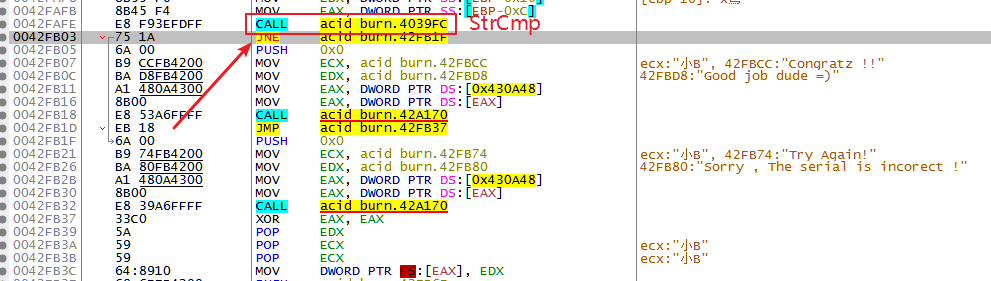 8B45 F4 MOV EAX, DWORD PTR SS:[EBP-0xC]
0042FAFE E8 F93EFDFF CALL acid burn.4039FC StrCmp
0042FB03 75 1A JNE acid burn.42FB1F
0042FB05 6A 00 PUSH 0x0
0042FB07 B9 CCFB4200 MOV ECX, acid burn.42FBCC ecx:"小B", 42FBCC:"Congratz !!"
0042FB0C BA D8FB4200 MOV EDX, acid burn.42FBD8 42FBD8:"Good job dude =)"
0042FB11 A1 480A4300 MOV EAX, DWORD PTR DS:[0x430A48]
0042FB16 8B00 MOV EAX, DWORD PTR DS:[EAX]
0042FB18 E8 53A6FFFF CALL acid burn.42A170
0042FB1D EB 18 JMP acid burn.42FB37
0042FB1F 6A 00 PUSH 0x0
0042FB21 B9 74FB4200 MOV ECX, acid burn.42FB74 ecx:"小B", 42FB74:"Try Again!"
0042FB26 BA 80FB4200 MOV EDX, acid burn.42FB80 42FB80:"Sorry , The serial is incorect !"
0042FB2B A1 480A4300 MOV EAX, DWORD PTR DS:[0x430A48]
0042FB30 8B00 MOV EAX, DWORD PTR DS:[EAX]
0042FB32 E8 39A6FFFF CALL acid burn.42A170
0042FB37 33C0 XOR EAX, EAX
0042FB39 5A POP EDX
0042FB3A 59 POP ECX ecx:"小B"
0042FB3B 59 POP ECX ecx:"小B"
0042FB3C 64:8910 MOV DWORD PTR FS:[EAX], EDX